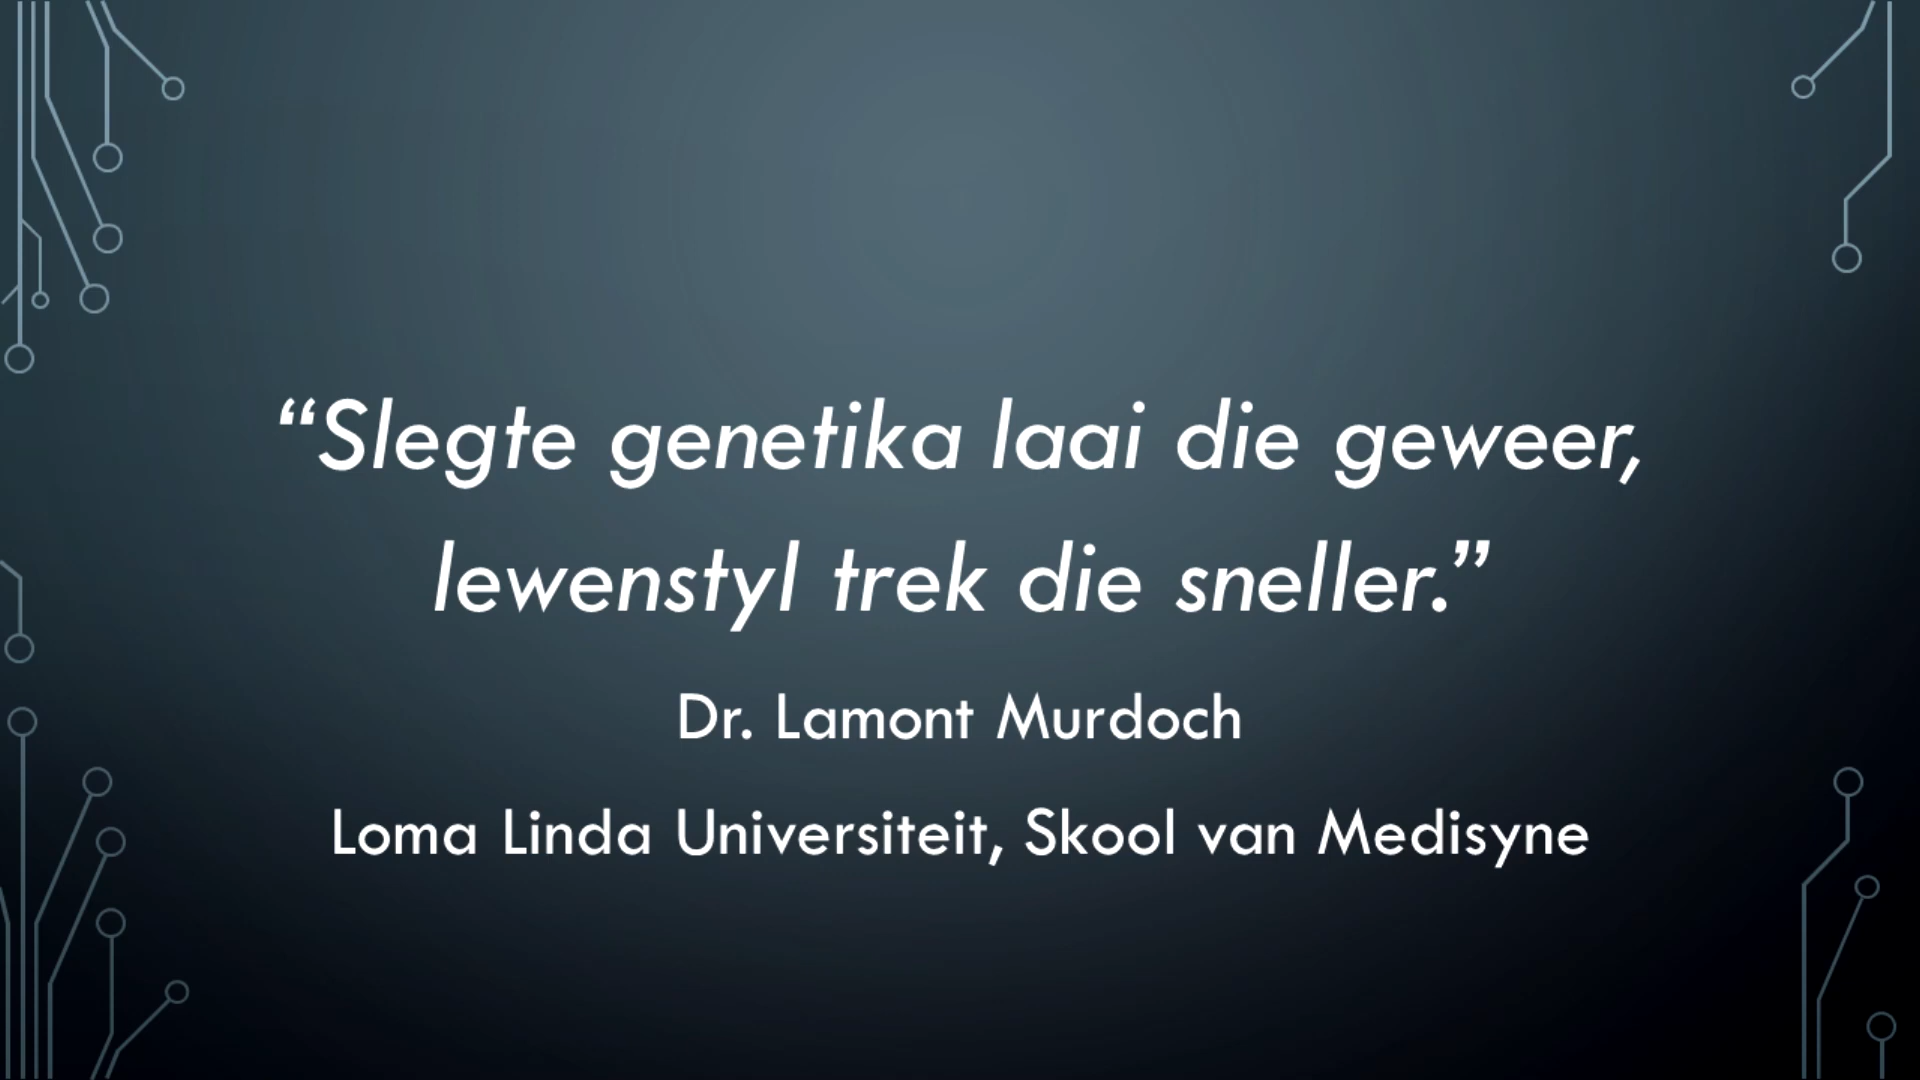 “Slegte genetika laai die geweer,
lewenstyl trek die sneller.”
Dr. Lamont Murdoch
Loma Linda Universiteit, Skool van Medisyne